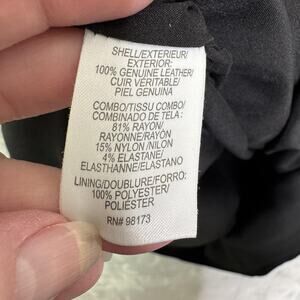 SHELL/EXTERIEUR/
EXTERIOR:
100% GENUINE LEATHER/
CUIR VÉRITABLE/
PIEL GENUINA
COMBO/TISSU COMBO/
COMBINADO DE TELA:
81% RAYON/
RAYONNE/RAYÓN
15% NYLON/NILON
4% ELASTANE/
ELASTHANNE/ELASTANO
LINING/DOUBLURE/FORRO:
100% POLYESTER/
POLIÉSTER
RN# 98173